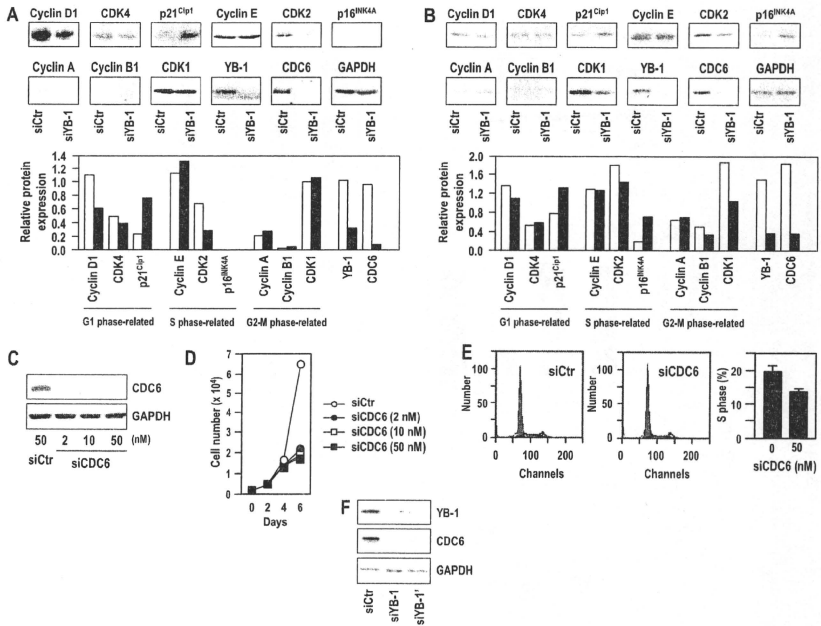 A
Cyclin D1 CDK4 p21Cip1 Cyclin E CDK2 p16INK4A
Cyclin A Cyclin B1 CDK1 YB-1 CDC6 GAPDH
siCtr siYB-1 siCtr siYB-1 siCtr siYB-1 siCtr siYB-1 siCtr siYB-1 siCtr siYB-1
Relative protein
expression
1.4
1.2
1.0
0.8
0.6
0.4
0.2
0.0
Cyclin D1 CDK4 p21Cip1 Cyclin E CDK2 p16INK4A Cyclin A Cyclin B1 CDK1 YB-1 CDC6
G1 phase-related S phase-related G2-M phase-related
B
Cyclin D1 CDK4 p21Cip1 Cyclin E CDK2 p16INK4A
Cyclin A Cyclin B1 CDK1 YB-1 CDC6 GAPDH
siCtr siYB-1 siCtr siYB-1 siCtr siYB-1 siCtr siYB-1 siCtr siYB-1 siCtr siYB-1
Relative protein
expression
2.0
1.6
1.2
0.8
0.4
0.0
Cyclin D1 CDK4 p21Cip1 Cyclin E CDK2 p16INK4A Cyclin A Cyclin B1 CDK1 YB-1 CDC6
G1 phase-related S phase-related G2-M phase-related
C
CDC6
GAPDH
50 2 10 50 (nM)
siCtr siCDC6
D
Cell number (x 10⁴)
7
6
5
4
3
2
1
0
0 2 4 6
Days
siCtr
siCDC6 (2 nM)
siCDC6 (10 nM)
siCDC6 (50 nM)
E
Number
100
50
0
siCtr
0 100 200
Channels
Number
100
50
0
siCDC6
0 100 200
Channels
S phase (%)
20
10
0
0 50
siCDC6 (nM)
F
YB-1
CDC6
GAPDH
siCtr siYB-1 siYB-1'